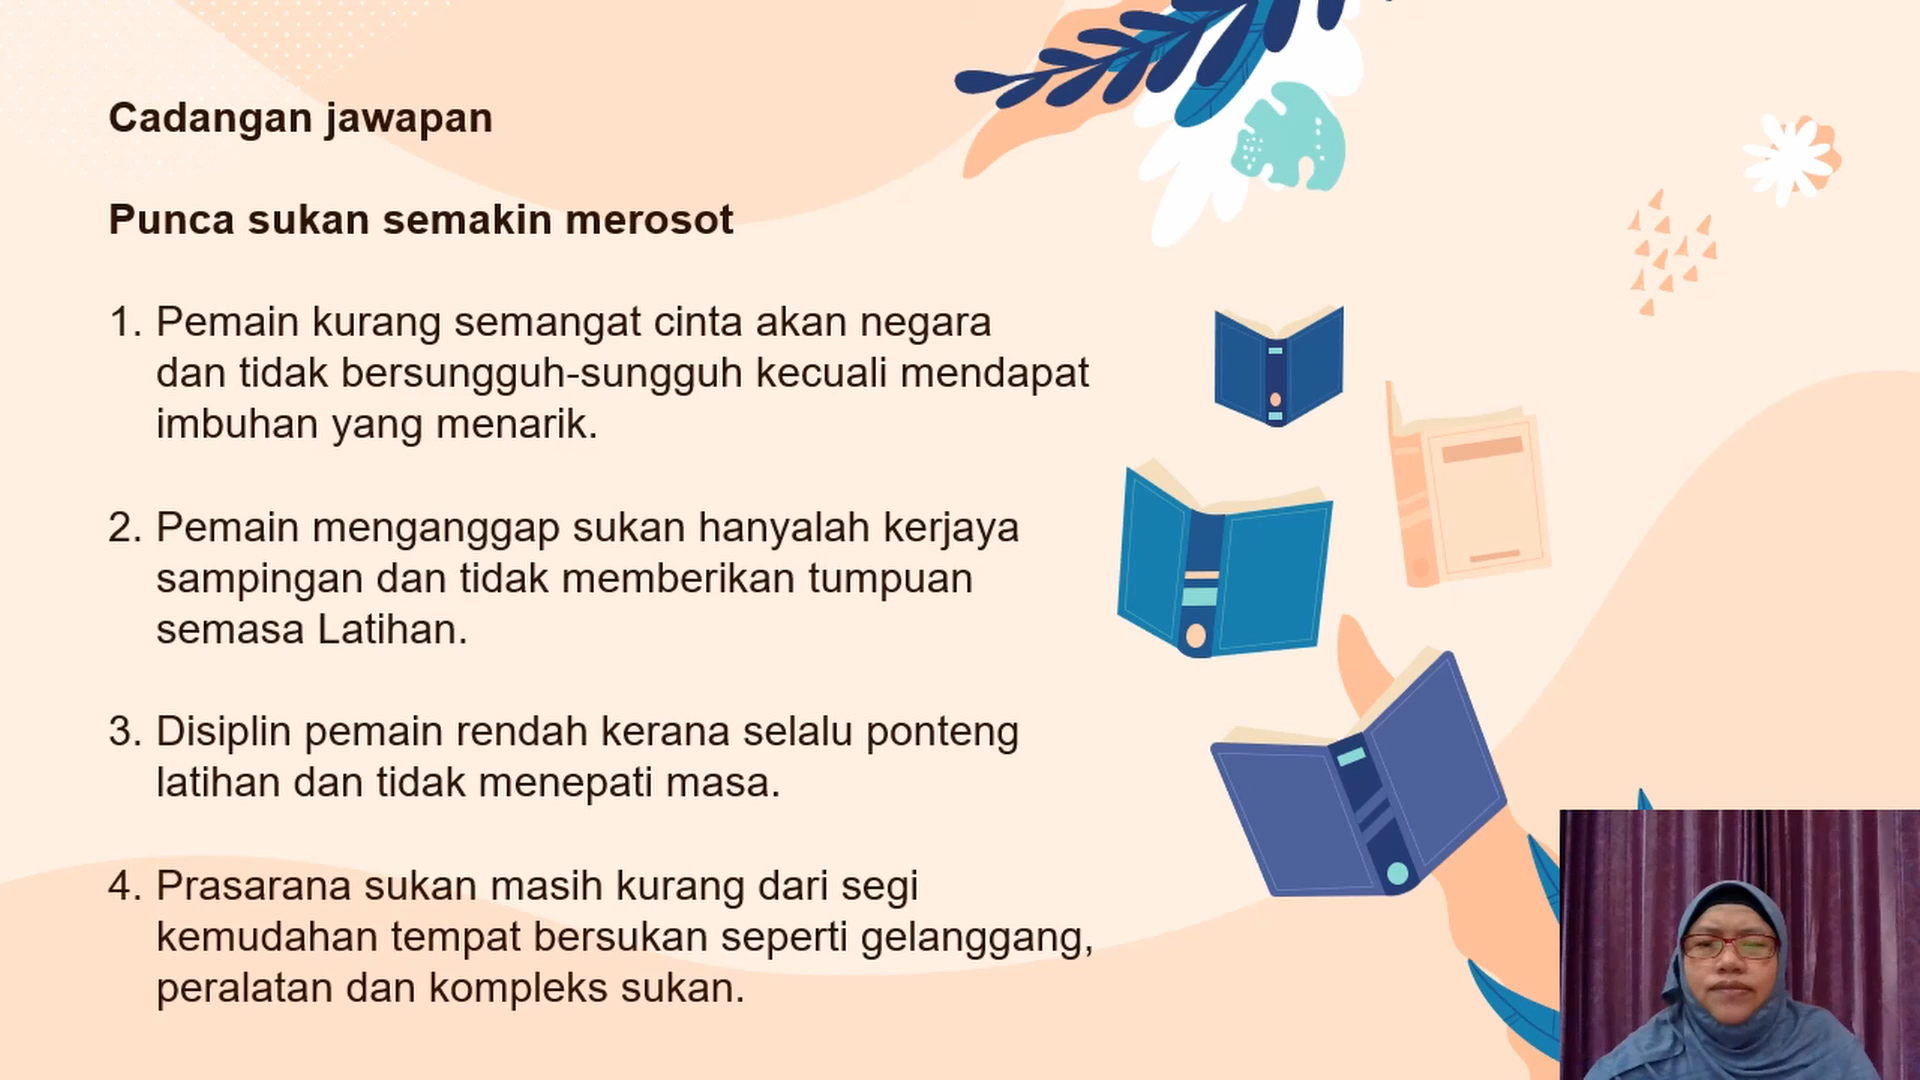 Cadangan jawapan
Punca sukan semakin merosot
1. Pemain kurang semangat cinta akan negara
dan tidak bersungguh-sungguh kecuali mendapat
imbuhan yang menarik.
2. Pemain menganggap sukan hanyalah kerjaya
sampingan dan tidak memberikan tumpuan
semasa Latihan.
3. Disiplin pemain rendah kerana selalu ponteng
latihan dan tidak menepati masa.
4. Prasarana sukan masih kurang dari segi
kemudahan tempat bersukan seperti gelanggang,
peralatan dan kompleks sukan.